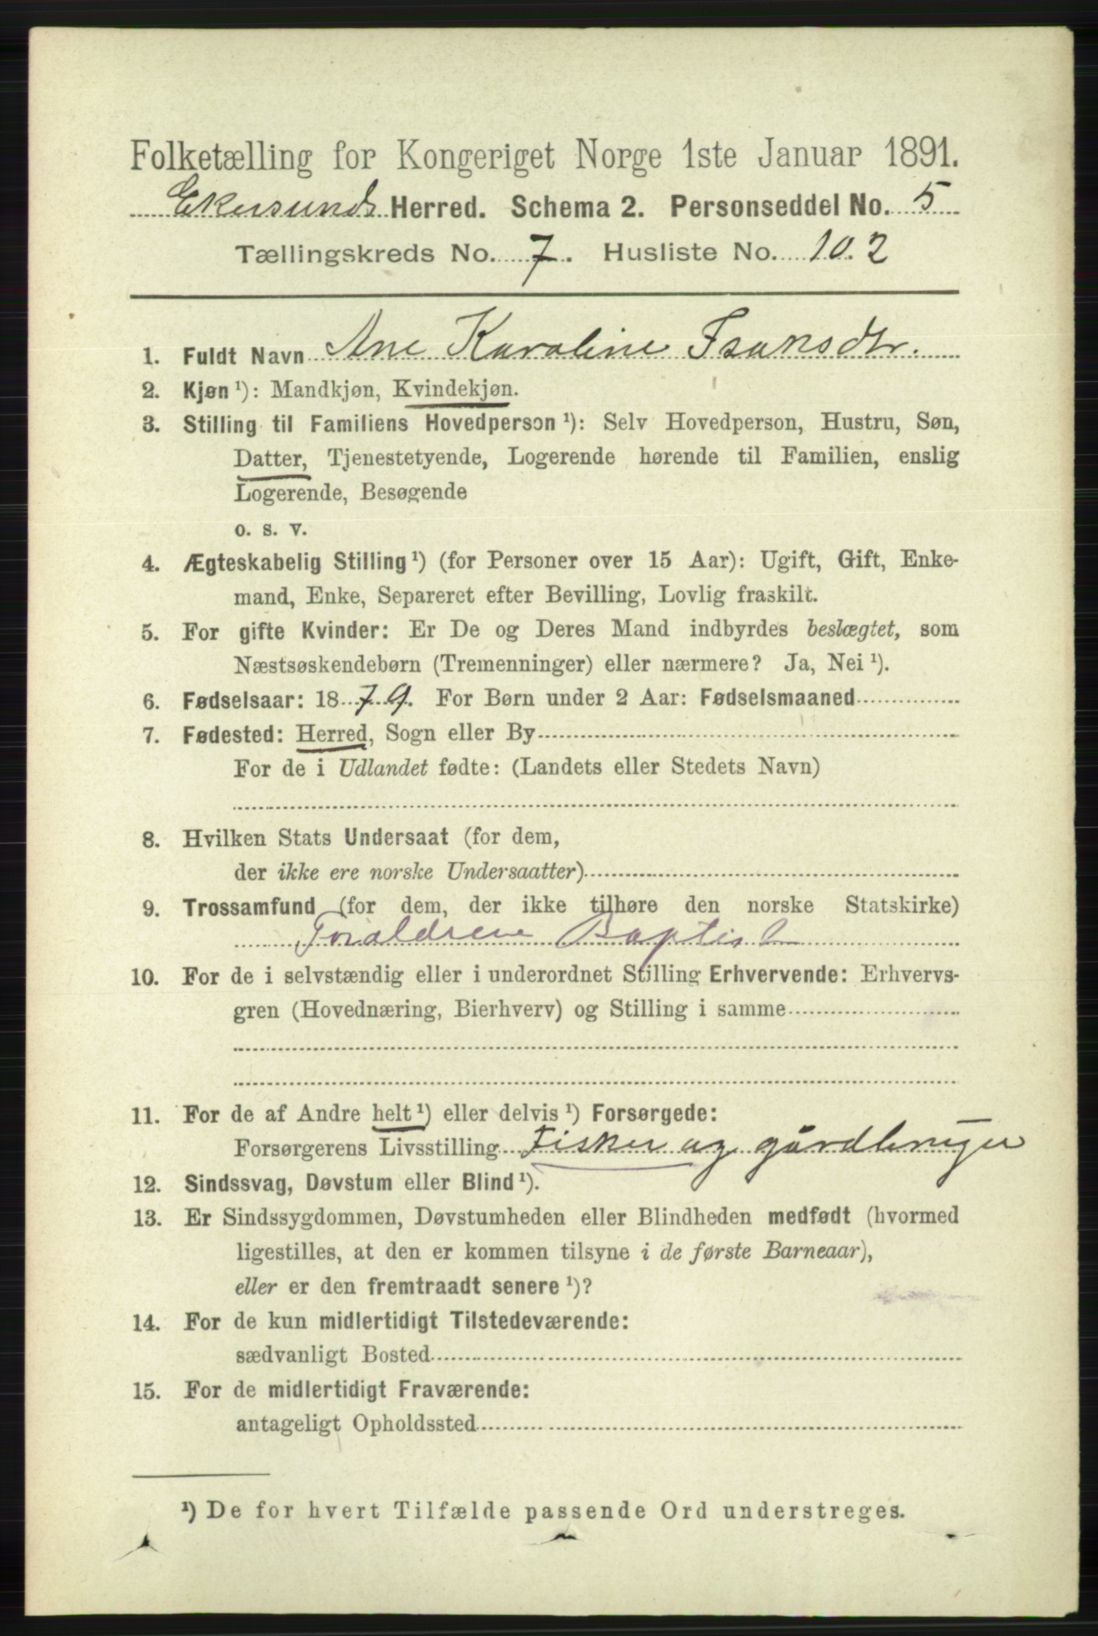 Folketælling for Kongeriget Norge 1ste Januar 1891.
Ekersunds Herred. Schema 2. Personseddel No. 5
Tællingskreds No. 7. Husliste No. 102
1. Fuldt Navn Ane Karoline Isaksdtr.
2. Kjøn ¹): Mandkjøn, Kvindekjøn.
3. Stilling til Familiens Hovedperson ¹): Selv Hovedperson, Hustru, Søn,
Datter, Tjenestetyende, Logerende hørende til Familien, enslig
Logerende, Besøgende
o. s. v.
4. Ægteskabelig Stilling ¹) (for Personer over 15 Aar): Ugift, Gift, Enke-
mand, Enke, Separeret efter Bevilling, Lovlig fraskilt.
5. For gifte Kvinder: Er De og Deres Mand indbyrdes beslægtet, som
Næstsøskendebørn (Tremenninger) eller nærmere? Ja, Nei ¹).
6. Fødselsaar: 1879. For Børn under 2 Aar: Fødselsmaaned
7. Fødested: Herred, Sogn eller By
For de i Udlandet fødte: (Landets eller Stedets Navn)
8. Hvilken Stats Undersaat (for dem,
der ikke ere norske Undersaatter)
9. Trossamfund (for dem, der ikke tilhøre den norske Statskirke)
Foraldrene Baptist
10. For de i selvstændig eller i underordnet Stilling Erhvervende: Erhvervs-
gren (Hovednæring, Bierhverv) og Stilling i samme
11. For de af Andre helt ¹) eller delvis ¹) Forsørgede:
Forsørgerens Livsstilling Fisker og gårdbruger
12. Sindssvag, Døvstum eller Blind ¹).
13. Er Sindssygdommen, Døvstumheden eller Blindheden medfødt (hvormed
ligestilles, at den er kommen tilsyne i de første Barneaar),
eller er den fremtraadt senere ¹)?
14. For de kun midlertidigt Tilstedeværende:
sædvanligt Bosted
15. For de midlertidigt Fraværende:
antageligt Opholdssted
¹) De for hvert Tilfælde passende Ord understreges.